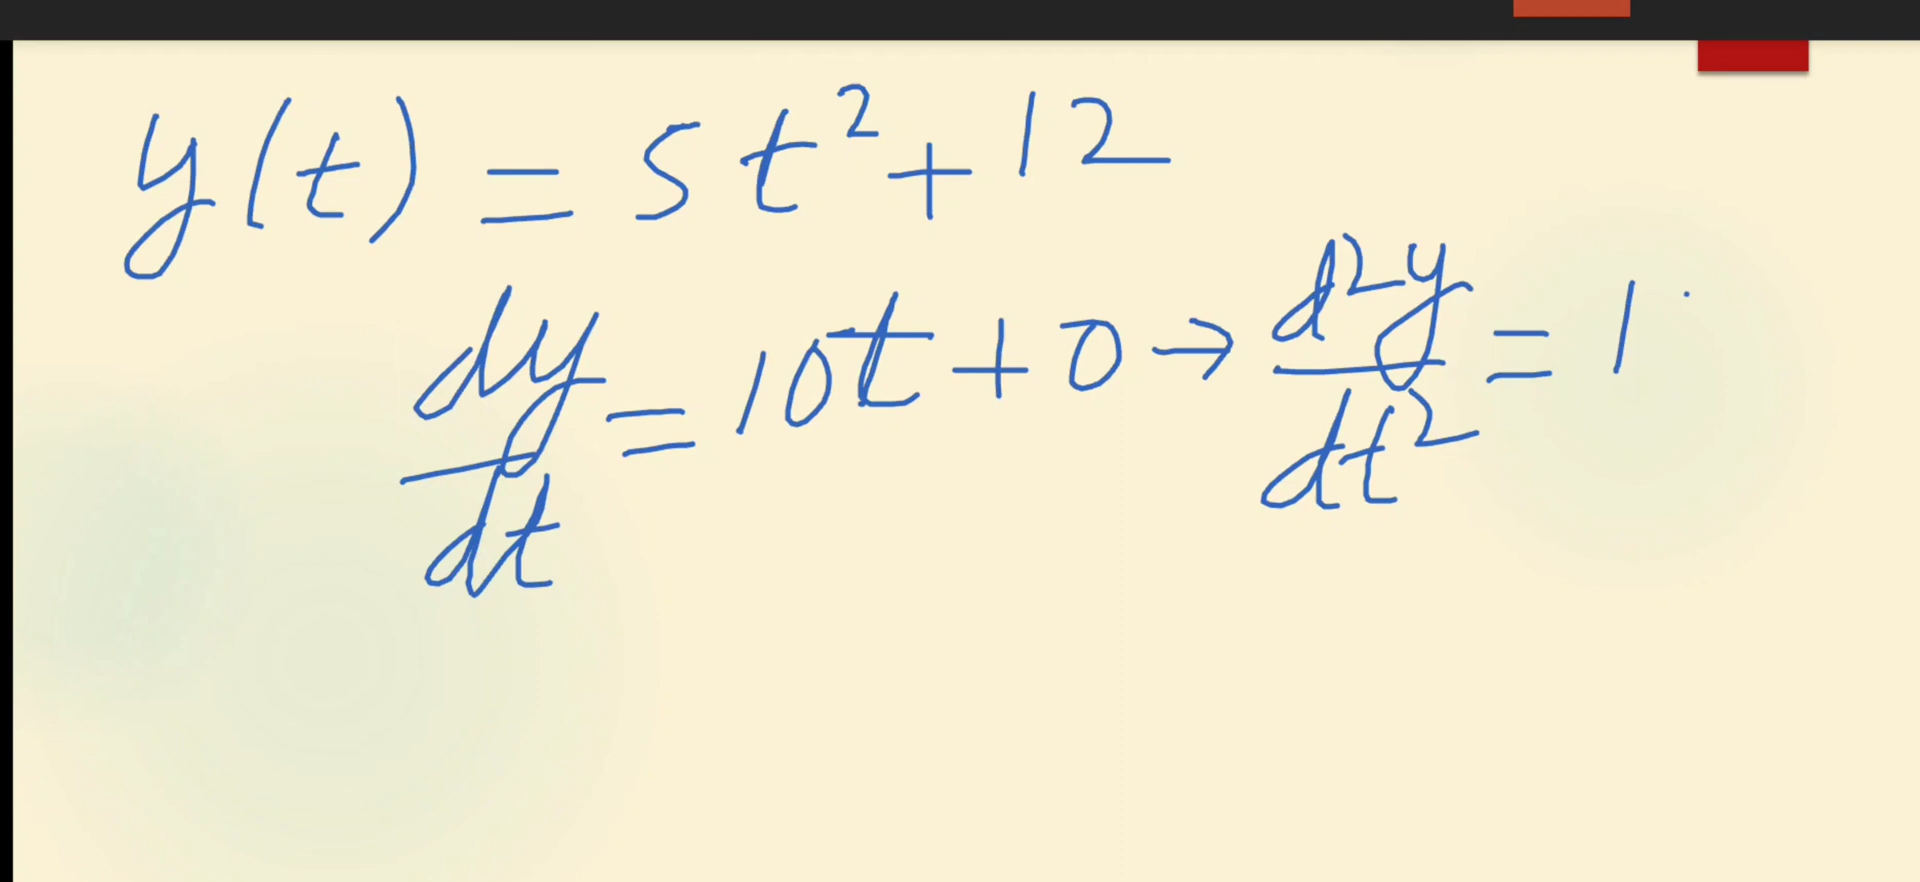 y(t) = 5t²+12
dy/dt = 10t+0 → d²y/dt² = 1